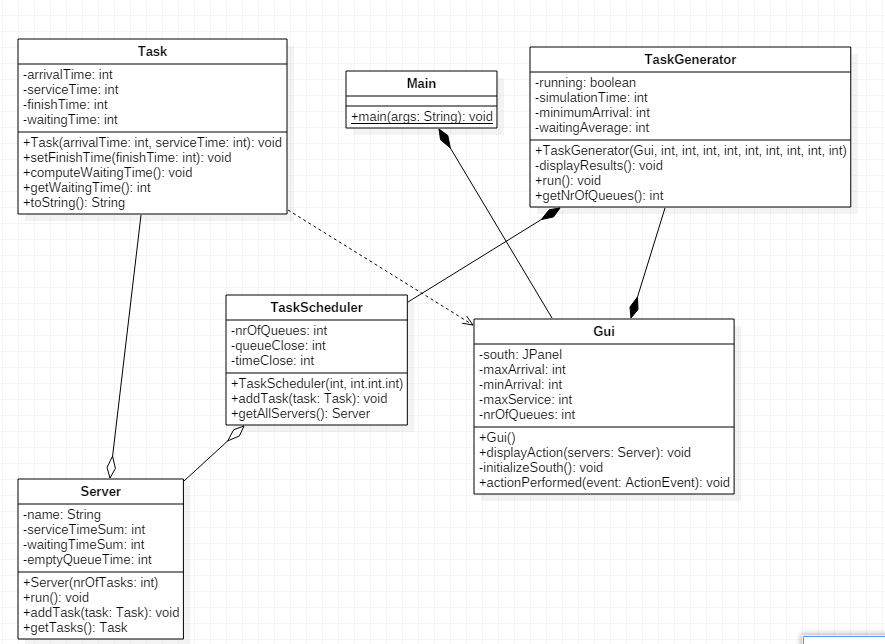 Task
-arrivalTime: int
-serviceTime: int
-finishTime: int
-waitingTime: int
+Task(arrivalTime: int, serviceTime: int): void
+setFinishTime(finishTime: int): void
+computeWaitingTime(): void
+getWaitingTime(): int
+toString(): String
Main
+main(args: String): void
TaskGenerator
-running: boolean
-simulationTime: int
-minimumArrival: int
-waitingAverage: int
+TaskGenerator(Gui, int, int, int, int, int, int, int, int, int)
-displayResults(): void
+run(): void
+getNrOfQueues(): int
TaskScheduler
-nrOfQueues: int
-queueClose: int
-timeClose: int
+TaskScheduler(int, int.int.int)
+addTask(task: Task): void
+getAllServers(): Server
Gui
-south: JPanel
-maxArrival: int
-minArrival: int
-maxService: int
-nrOfQueues: int
+Gui()
+displayAction(servers: Server): void
-initializeSouth(): void
+actionPerformed(event: ActionEvent): void
Server
-name: String
-serviceTimeSum: int
-waitingTimeSum: int
-emptyQueueTime: int
+Server(nrOfTasks: int)
+run(): void
+addTask(task: Task): void
+getTasks(): Task